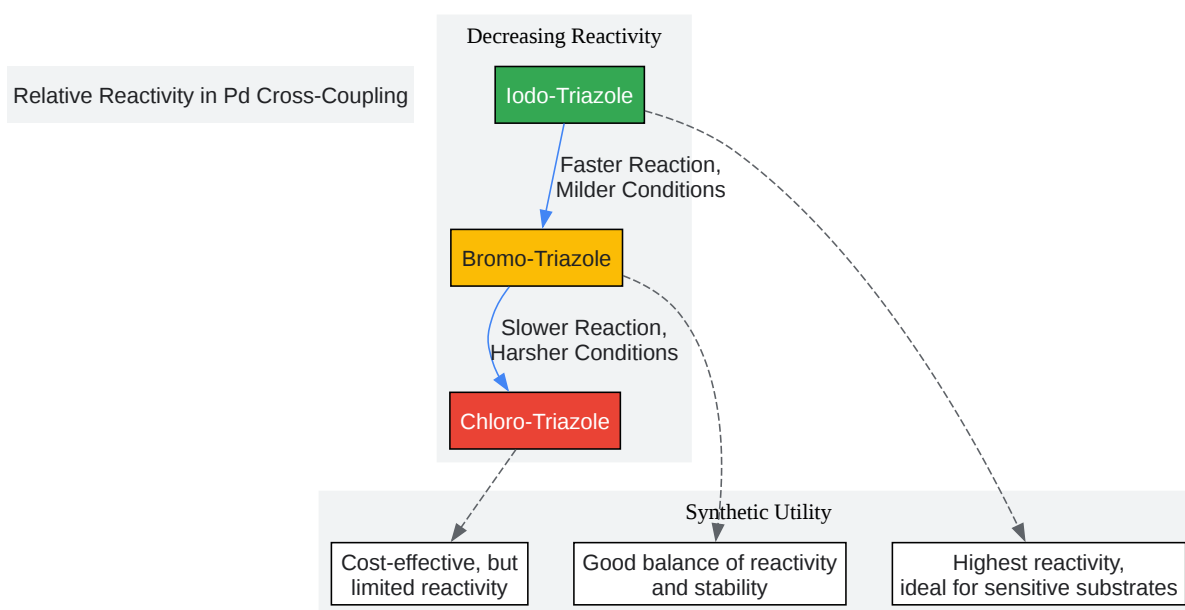 Decreasing Reactivity
Relative Reactivity in Pd Cross-Coupling
Iodo-Triazole
Faster Reaction,
Milder Conditions
Bromo-Triazole
Slower Reaction,
Harsher Conditions
Chloro-Triazole
Synthetic Utility
Cost-effective, but
limited reactivity
Good balance of reactivity
and stability
Highest reactivity,
ideal for sensitive substrates